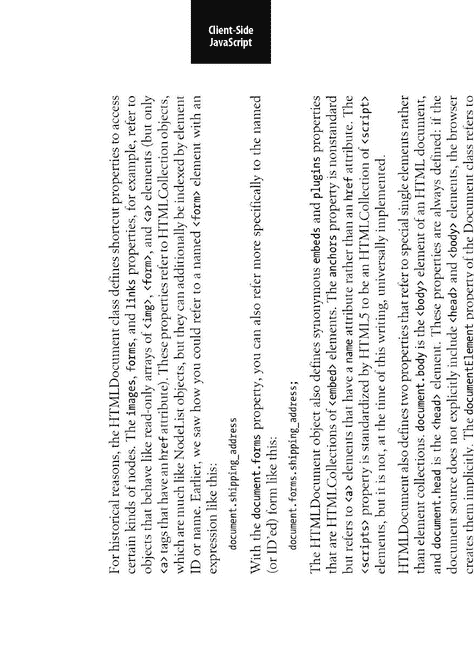 Client-Side
JavaScript
For historical reasons, the HTMLDocument class defines shortcut properties to access
certain kinds of nodes. The images, forms, and links properties, for example, refer to
objects that behave like read-only arrays of <img>, <form>, and <a> elements (but only
<a> tags that have an href attribute). These properties refer to HTMLCollection objects,
which are much like NodeList objects, but they can additionally be indexed by element
ID or name. Earlier, we saw how you could refer to a named <form> element with an
expression like this:
document.shipping_address
With the document.forms property, you can also refer more specifically to the named
(or ID'ed) form like this:
document.forms.shipping_address;
The HTMLDocument object also defines synonymous embeds and plugins properties
that are HTMLCollections of <embed> elements. The anchors property is nonstandard
but refers to <a> elements that have a name attribute rather than an href attribute. The
<scripts> property is standardized by HTML5 to be an HTMLCollection of <script>
elements, but it is not, at the time of this writing, universally implemented.
HTMLDocument also defines two properties that refer to special single elements rather
than element collections. document.body is the <body> element of an HTML document,
and document.head is the <head> element. These properties are always defined: if the
document source does not explicitly include <head> and <body> elements, the browser
creates them implicitly. The documentElement property of the Document class refers to